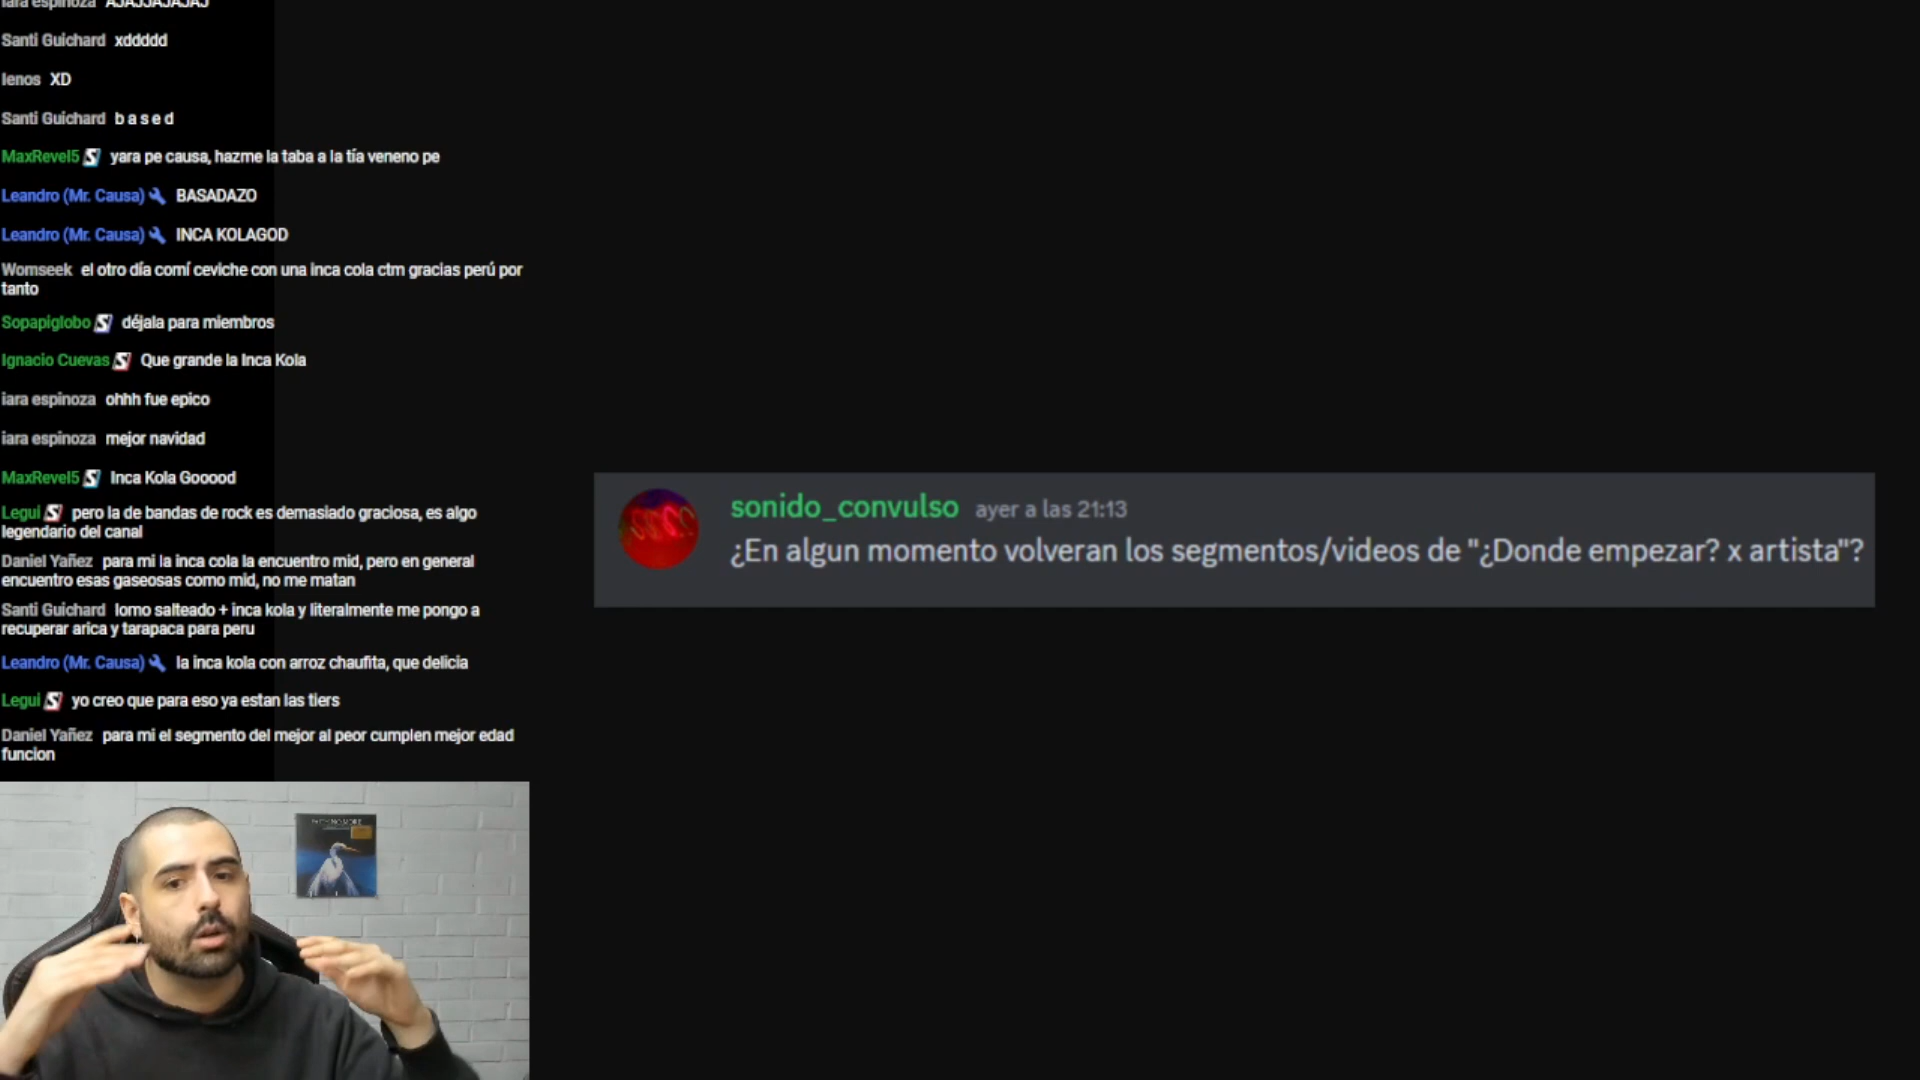 iara espinoza AJAJJAJAJAJ
Santi Guichard xddddd
lenos XD
Santi Guichard b a s e d
MaxRevel5 yara pe causa, hazme la taba a la tía veneno pe
Leandro (Mr. Causa) BASADAZO
Leandro (Mr. Causa) INCA KOLAGOD
Womseek el otro día comí ceviche con una inca cola ctm gracias perú por
tanto
Sopapiglobo déjala para miembros
Ignacio Cuevas Que grande la Inca Kola
iara espinoza ohhh fue epico
iara espinoza mejor navidad
MaxRevel5 Inca Kola Gooood
Legui pero la de bandas de rock es demasiado graciosa, es algo
legendario del canal
Daniel Yañez para mi la inca cola la encuentro mid, pero en general
encuentro esas gaseosas como mid, no me matan
Santi Guichard lomo salteado + inca kola y literalmente me pongo a
recuperar arica y tarapaca para peru
Leandro (Mr. Causa) la inca kola con arroz chaufita, que delicia
Legui yo creo que para eso ya estan las tiers
Daniel Yañez para mi el segmento del mejor al peor cumplen mejor edad
funcion
sonido_convulso ayer a las 21:13
¿En algun momento volveran los segmentos/videos de "¿Donde empezar? x artista"?
FAITH NO MORE